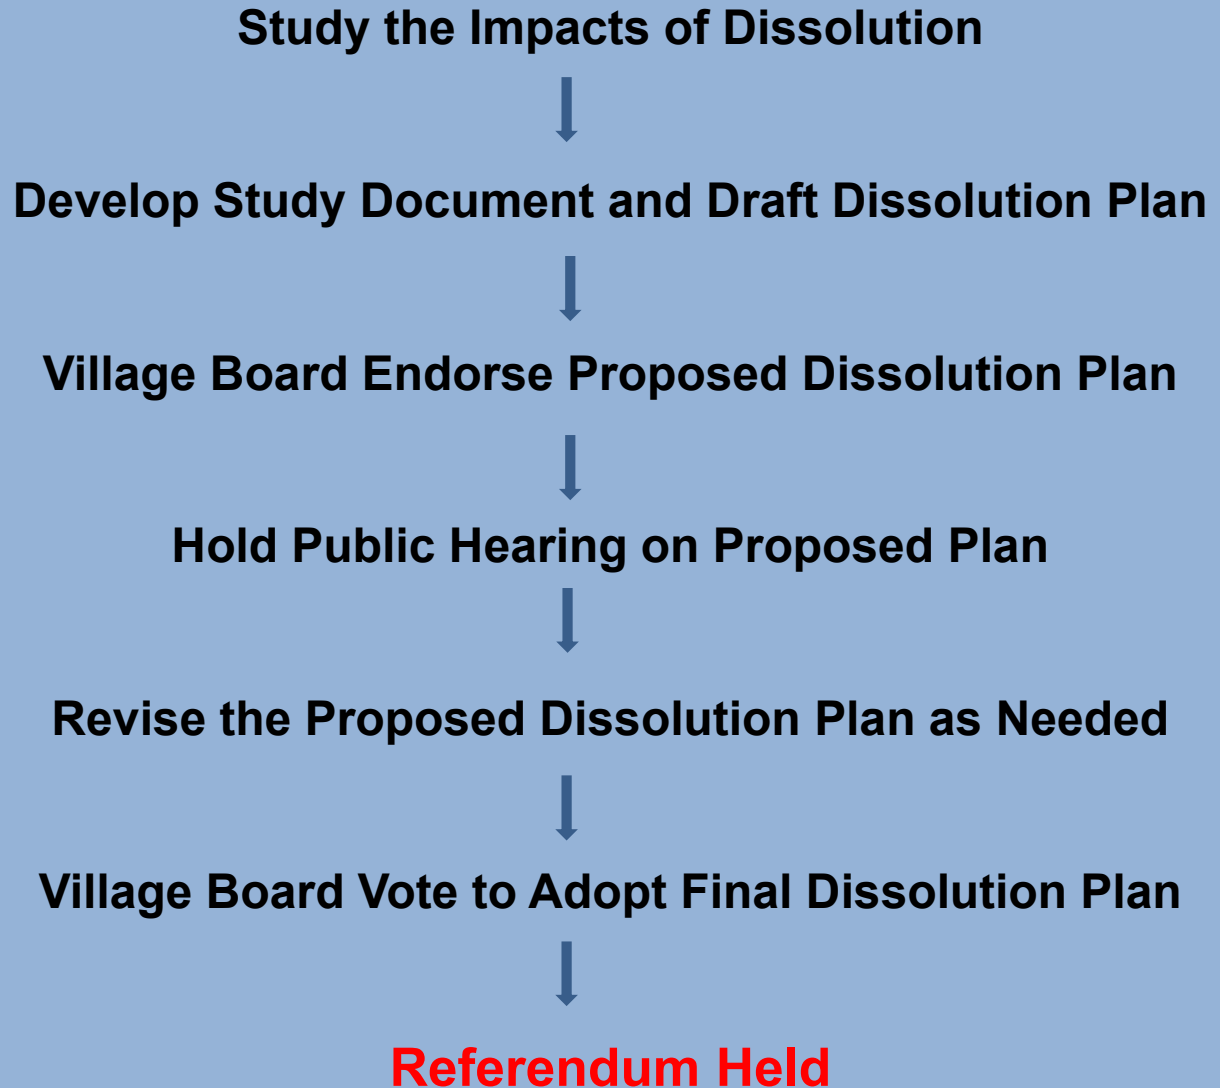 Study the Impacts of Dissolution
Develop Study Document and Draft Dissolution Plan
Village Board Endorse Proposed Dissolution Plan
Hold Public Hearing on Proposed Plan
Revise the Proposed Dissolution Plan as Needed
Village Board Vote to Adopt Final Dissolution Plan
Referendum Held